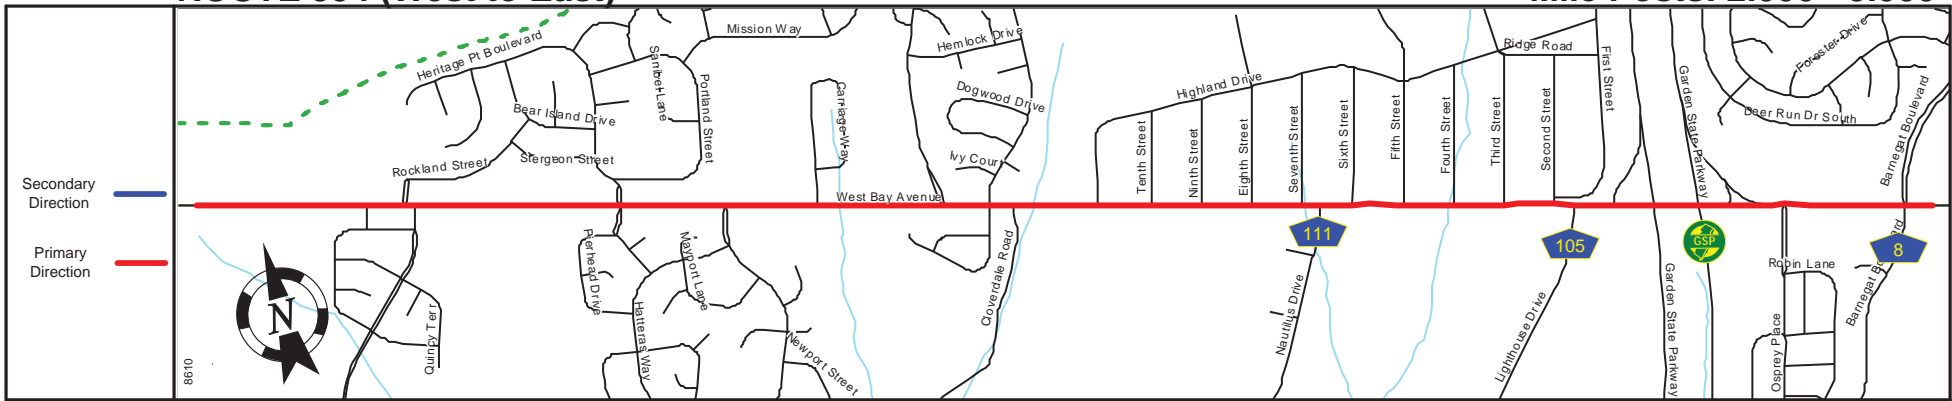 Secondary
Direction
Primary
Direction
8610
N
Heritage Pt Boulevard
Mission Way
Sanibel Lane
Portland Street
Bear Island Drive
Stergeon Street
Rockland Street
Carriage Way
Hemlock Drive
Dogwood Drive
Ivy Court
West Bay Avenue
Highland Drive
Ridge Road
Tenth Street
Ninth Street
Eighth Street
Seventh Street
Sixth Street
Fifth Street
Fourth Street
Third Street
Second Street
First Street
Garden State Parkway
Forester Drive
Deer Run Dr South
Barnegat Boulevard
Quincy Terr
Pierhead Drive
Mayport Lane
Hatteras Way
Newport Street
Cloverdale Road
Nautilus Drive
111
Lighthouse Drive
105
Garden State Parkway
GSP
Robin Lane
Osprey Place
8